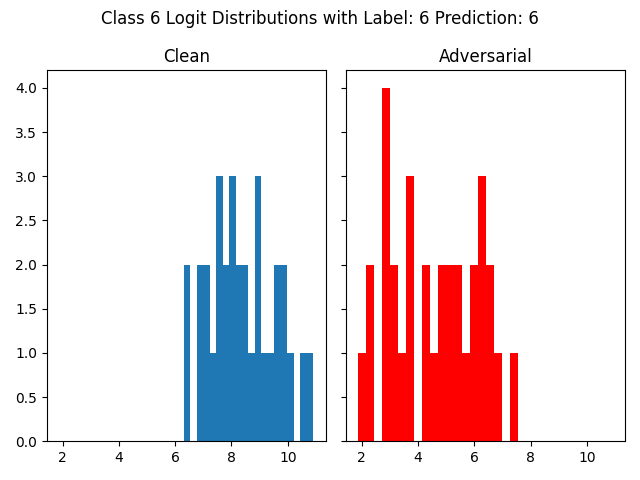 Class 6 Logit Distributions with Label: 6 Prediction: 6
Clean
Adversarial
4.0
3.5
3.0
2.5
2.0
1.5
1.0
0.5
0.0
2 4 6 8 10
2 4 6 8 10